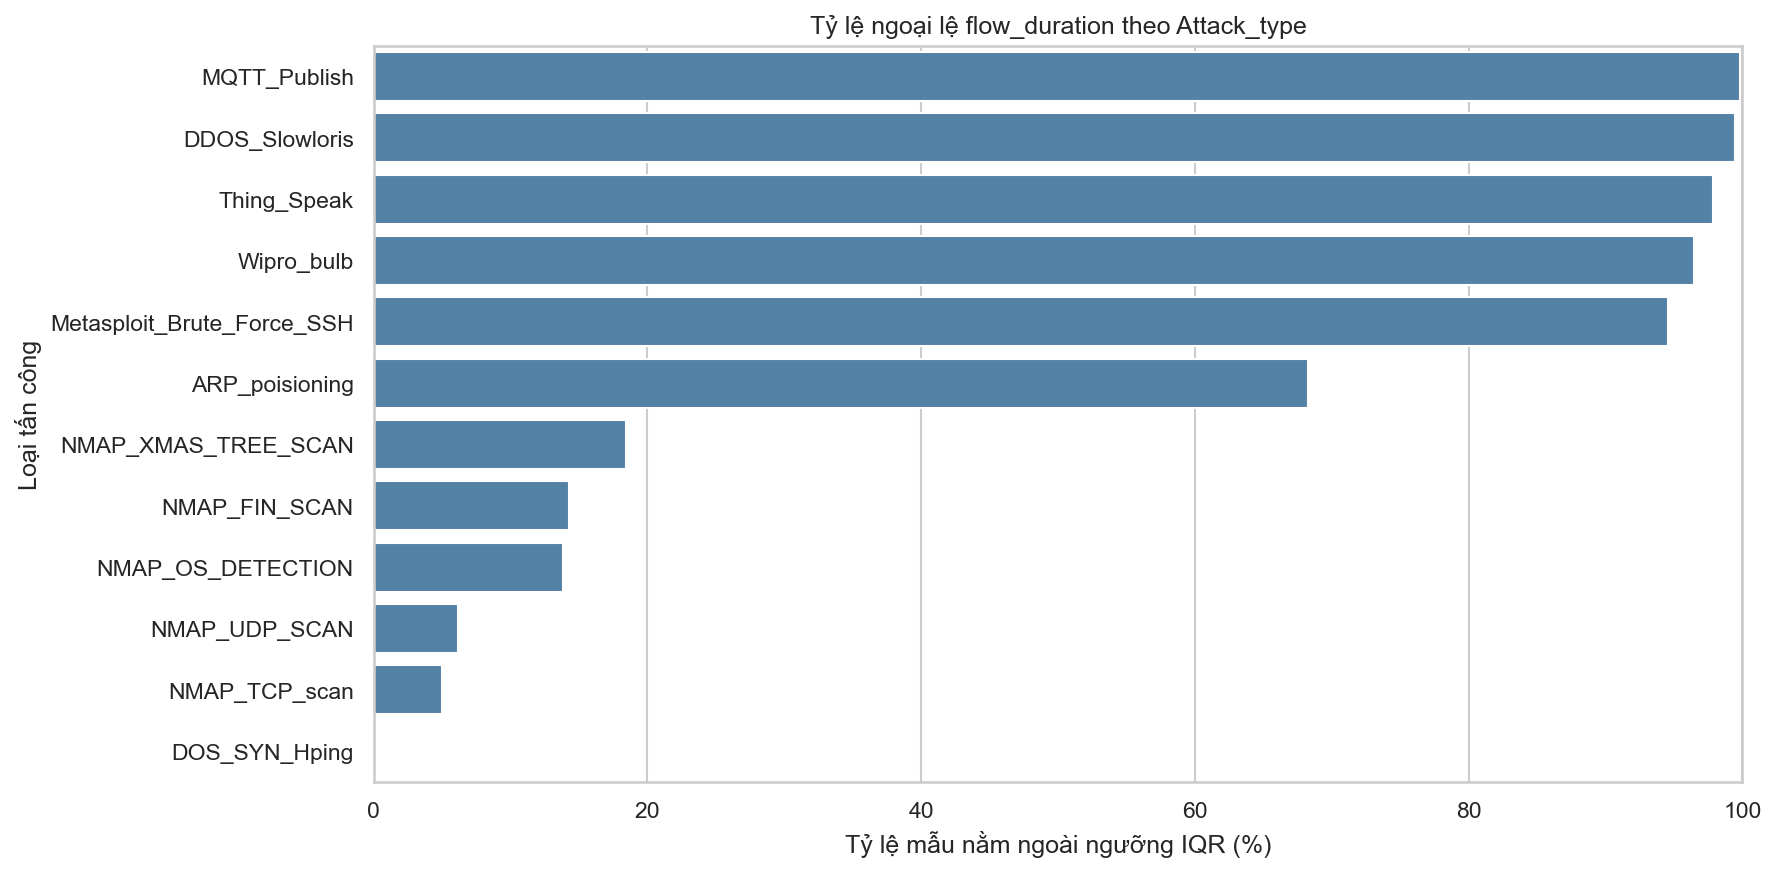 Tỷ lệ ngoại lệ flow_duration theo Attack_type
Loại tấn công
MQTT_Publish
DDOS_Slowloris
Thing_Speak
Wipro_bulb
Metasploit_Brute_Force_SSH
ARP_poisioning
NMAP_XMAS_TREE_SCAN
NMAP_FIN_SCAN
NMAP_OS_DETECTION
NMAP_UDP_SCAN
NMAP_TCP_scan
DOS_SYN_Hping
0 20 40 60 80 100
Tỷ lệ mẫu nằm ngoài ngưỡng IQR (%)